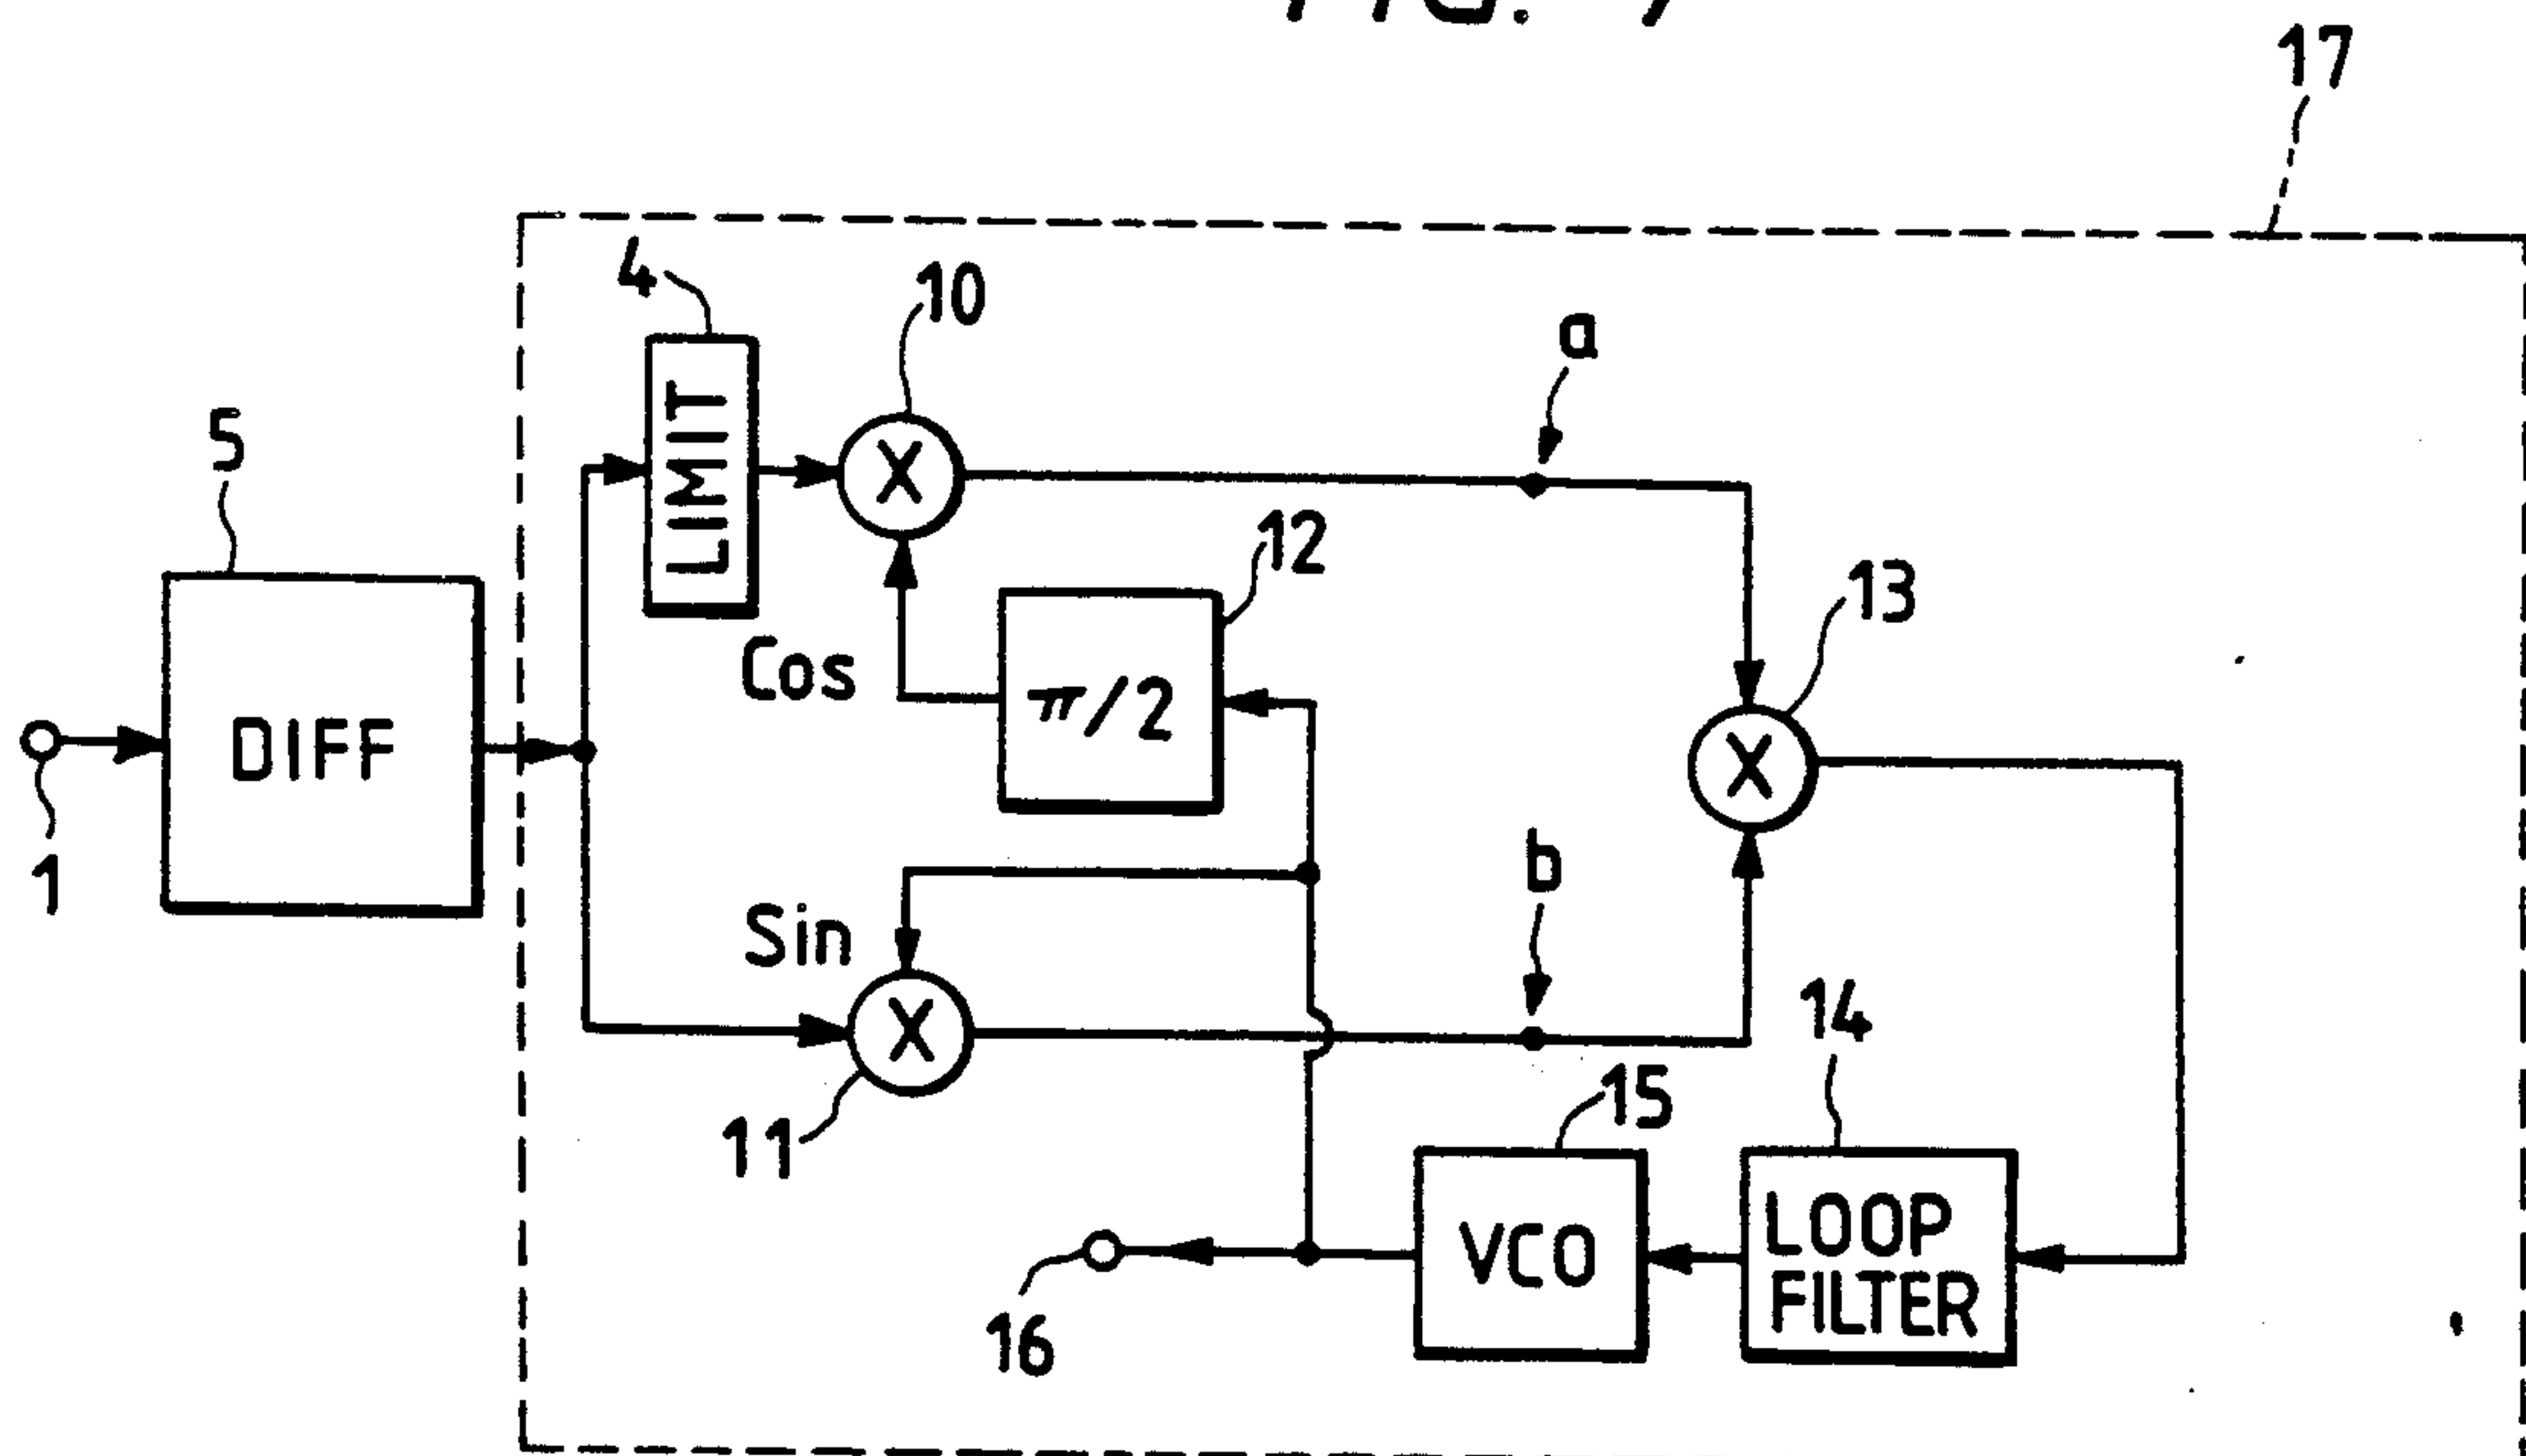 17
4
10
a
5
LIMIT
12
13
Cos
π/2
DIFF
X
X
1
b
Sin
14
X
15
11
LOOP
FILTER
VCO
16